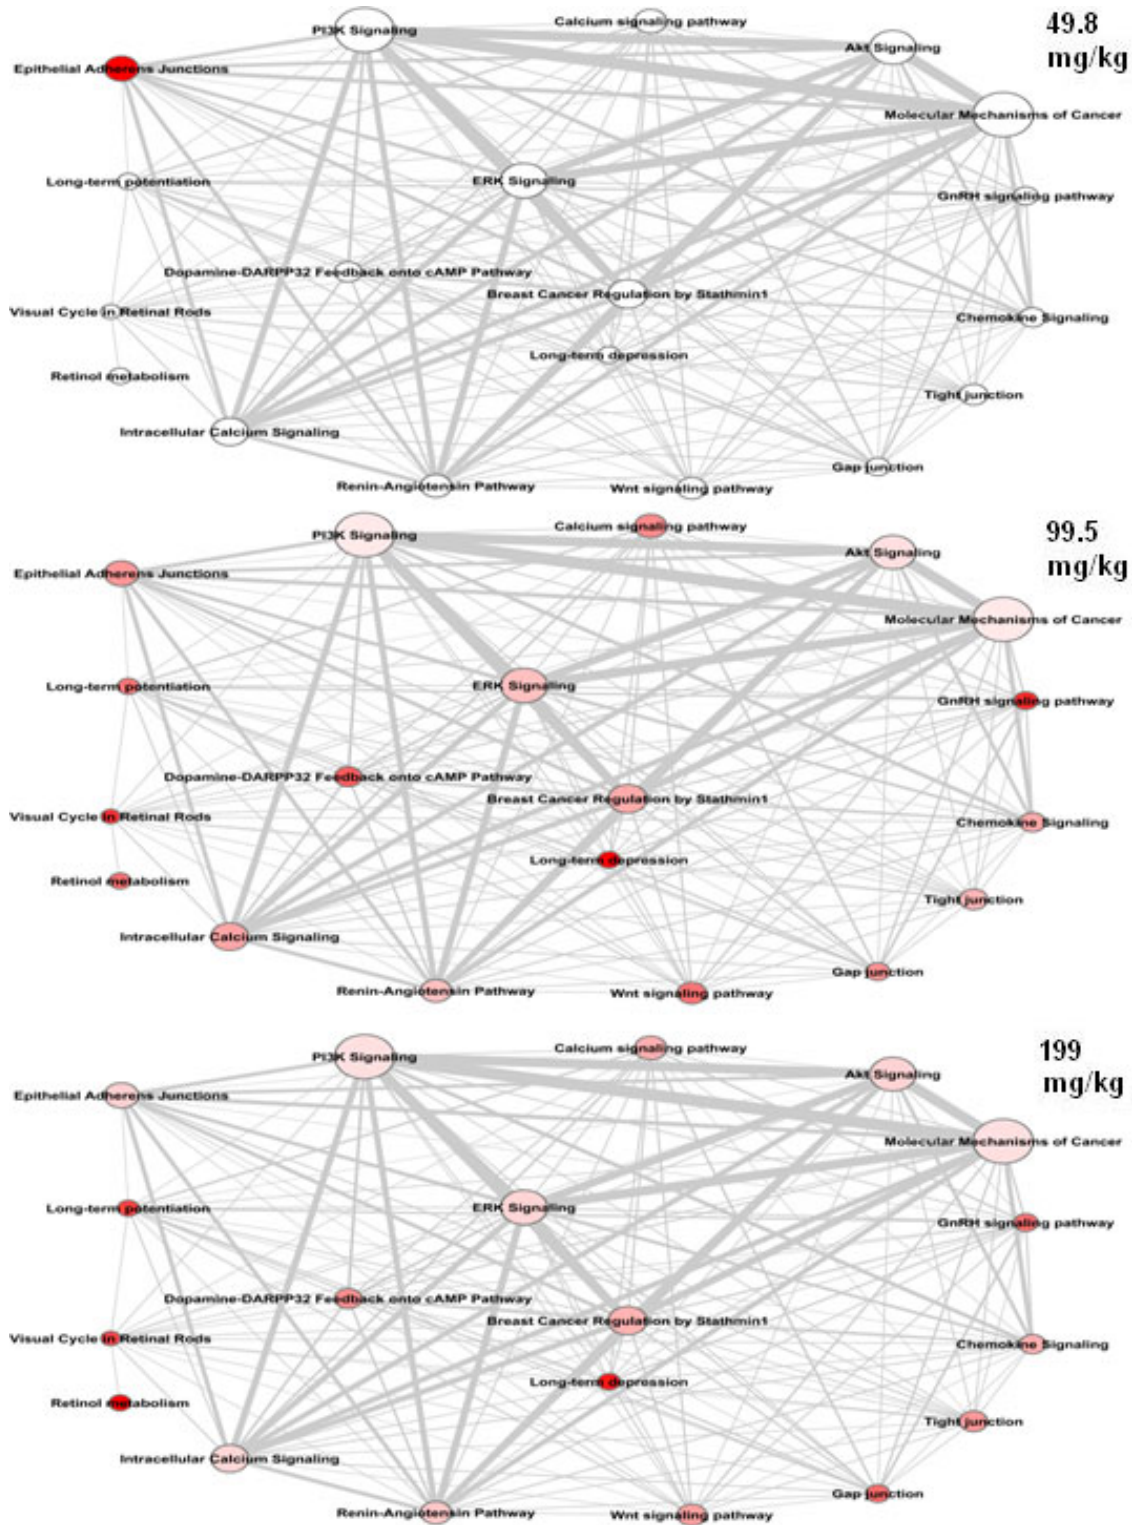 PI3K Signaling
Calcium signaling pathway
49.8
mg/kg
Akt Signaling
Epithelial Adherens Junctions
Molecular Mechanisms of Cancer
Long-term potentiation
ERK Signaling
GnRH signaling pathway
Dopamine-DARPP32 Feedback onto cAMP Pathway
Breast Cancer Regulation by Stathmin1
Visual Cycle in Retinal Rods
Chemokine Signaling
Long-term depression
Retinol metabolism
Tight junction
Intracellular Calcium Signaling
Gap junction
Renin-Angiotensin Pathway
Wnt signaling pathway
PI3K Signaling
Calcium signaling pathway
99.5
mg/kg
Akt Signaling
Epithelial Adherens Junctions
Molecular Mechanisms of Cancer
Long-term potentiation
ERK Signaling
GnRH signaling pathway
Dopamine-DARPP32 Feedback onto cAMP Pathway
Breast Cancer Regulation by Stathmin1
Visual Cycle in Retinal Rods
Chemokine Signaling
Long-term depression
Retinol metabolism
Tight junction
Intracellular Calcium Signaling
Gap junction
Renin-Angiotensin Pathway
Wnt signaling pathway
PI3K Signaling
Calcium signaling pathway
199
mg/kg
Akt Signaling
Epithelial Adherens Junctions
Molecular Mechanisms of Cancer
Long-term potentiation
ERK Signaling
GnRH signaling pathway
Dopamine-DARPP32 Feedback onto cAMP Pathway
Breast Cancer Regulation by Stathmin1
Visual Cycle in Retinal Rods
Chemokine Signaling
Long-term depression
Retinol metabolism
Tight junction
Intracellular Calcium Signaling
Gap junction
Renin-Angiotensin Pathway
Wnt signaling pathway